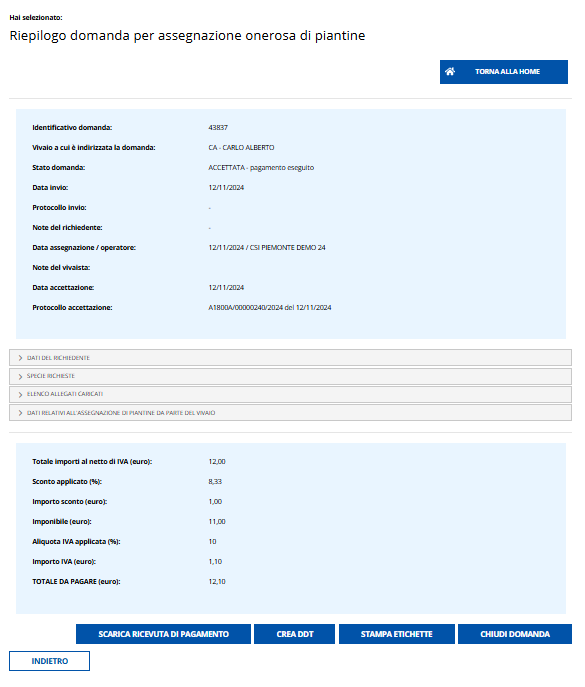 Hai selezionato:
Riepilogo domanda per assegnazione onerosa di piantine
TORNA ALLA HOME
Identificativo domanda: 43837
Vivaio a cui è indirizzata la domanda: CA - CARLO ALBERTO
Stato domanda: ACCETTATA - pagamento eseguito
Data invio: 12/11/2024
Protocollo invio: -
Note del richiedente: -
Data assegnazione / operatore: 12/11/2024 / CSI PIEMONTE DEMO 24
Note del vivaista:
Data accettazione: 12/11/2024
Protocollo accettazione: A1800A/00000240/2024 del 12/11/2024
DATI DEL RICHIEDENTE
SPECIE RICHIESTE
ELENCO ALLEGATI CARICATI
DATI RELATIVI ALL'ASSEGNAZIONE DI PIANTINE DA PARTE DEL VIVAIO
Totale importi al netto di IVA (euro): 12,00
Sconto applicato (%): 8,33
Importo sconto (euro): 1,00
Imponibile (euro): 11,00
Aliquota IVA applicata (%): 10
Importo IVA (euro): 1,10
TOTALE DA PAGARE (euro): 12,10
SCARICA RICEVUTA DI PAGAMENTO CREA DDT STAMPA ETICHETTE CHIUDI DOMANDA
INDIETRO